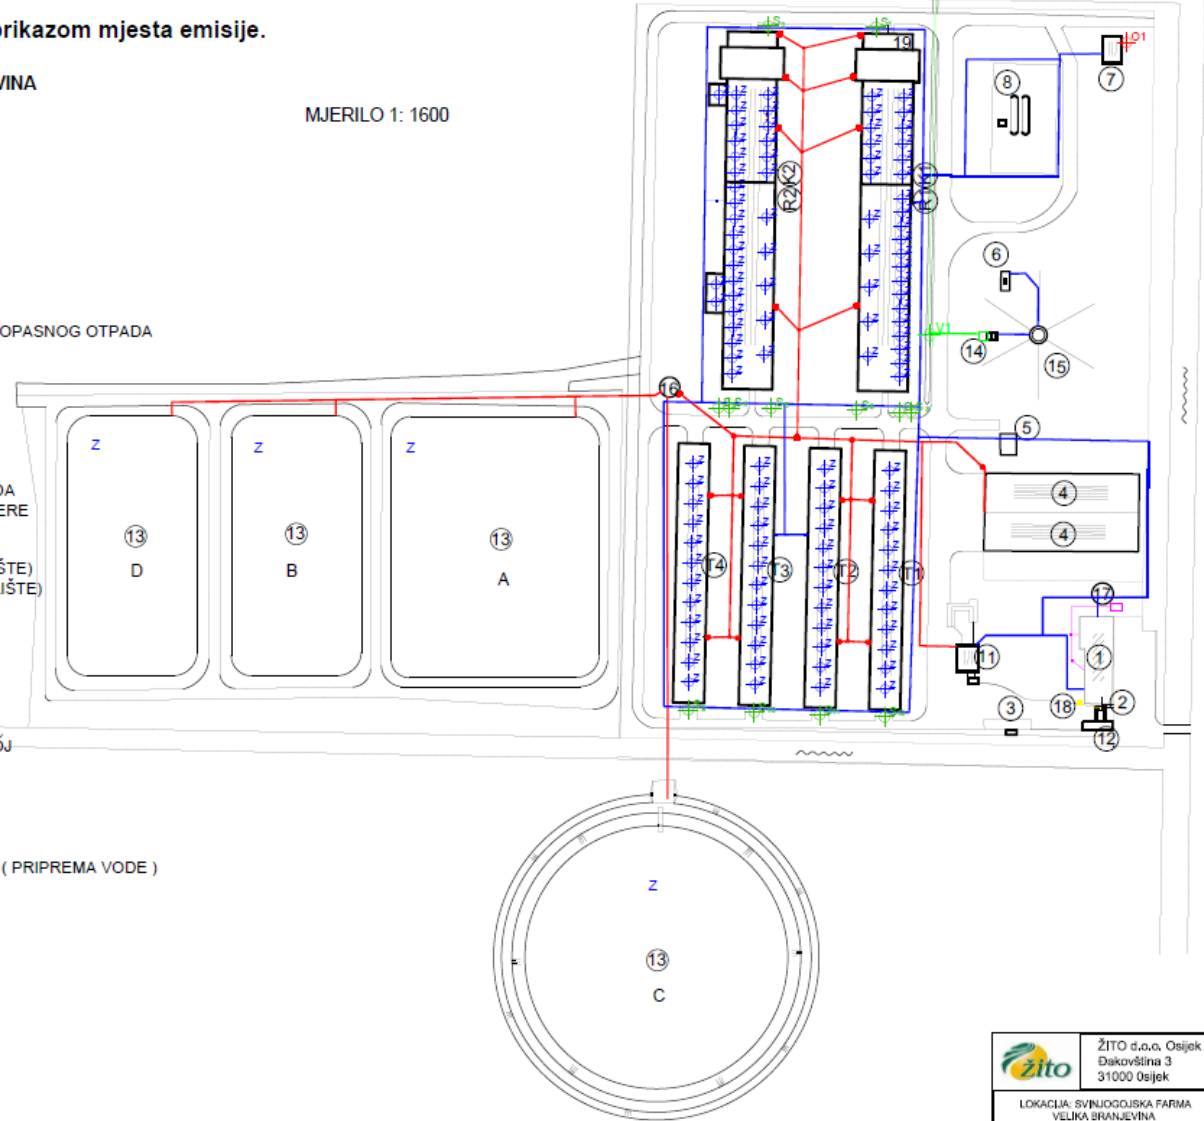 prikazom mjesta emisije.
VINA
MJERILO 1: 1600
OPASNOG OTPADA
DA
ERE
ŠTE)
IŠTE)
OJ
( PRIPREMA VODE )
19
8
7
O1
R2
K2
R1
K1
6
V1
14
15
16
5
4
4
Z
Z
Z
13
D
13
B
13
A
T4
T3
T2
T1
17
11
1
18
2
3
12
Z
13
C
žito
ŽITO d.o.o. Osijek
Đakovština 3
31000 Osijek
LOKACIJA: SVINJOGOJSKA FARMA
VELIKA BRANJEVINA